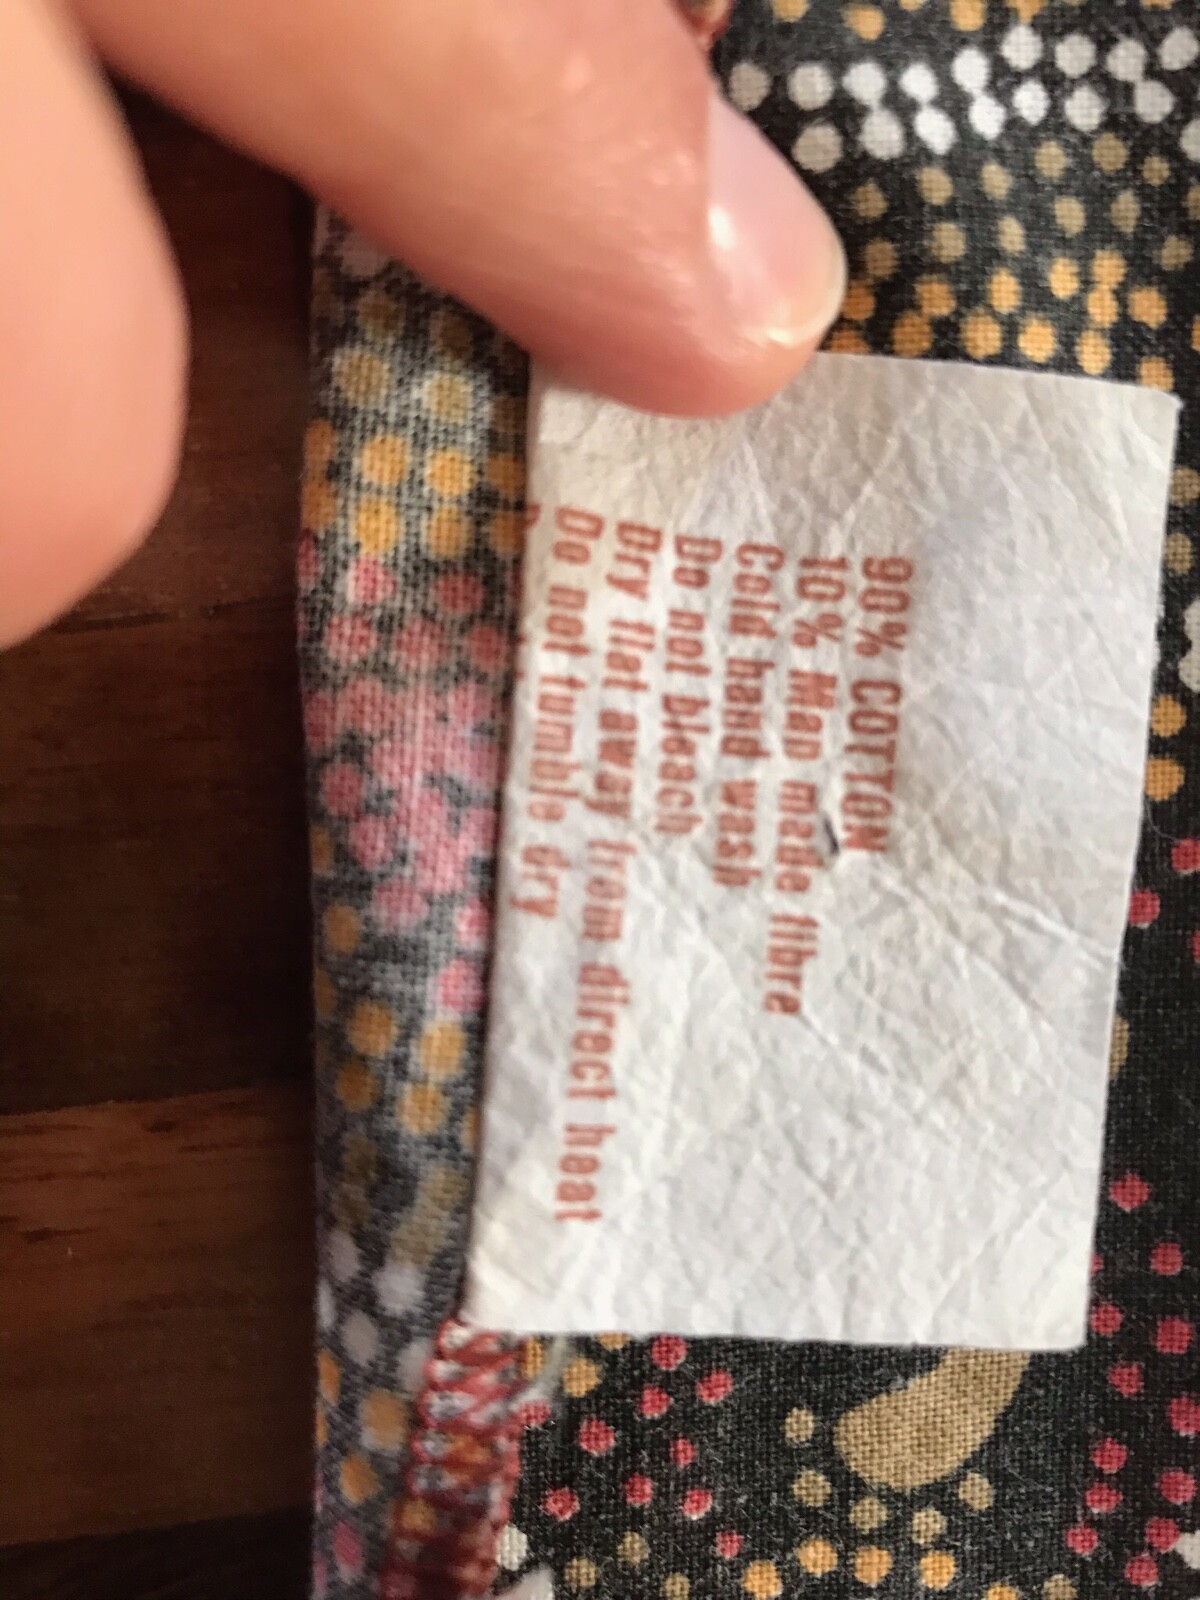 90% COTTON
10% Man made fibre
Cold hand wash
Do not bleach
Dry flat away from direct heat
Do not tumble dry